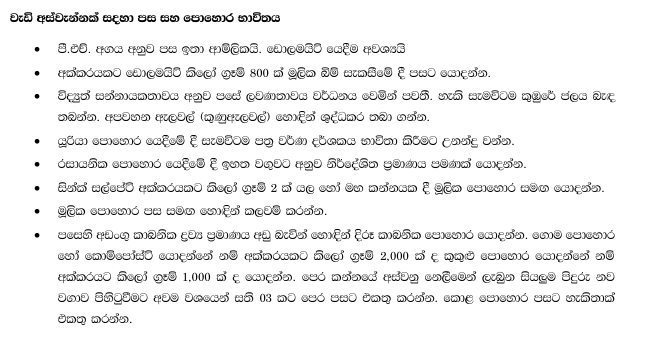 වැඩි අස්වැන්නක් සඳහා පස සහ පොහොර භාවිතය
• පී.එච්. අගය අනුව පස ඉතා ආම්ලිකයි. ඩොලමයිට් යෙදීම අවශ්‍යයි
• අක්කරයකට ඩොලමයිට් කිලෝ ග්‍රෑම් 800 ක් මූලික බිම් සැකසීමේ දී පසට යොදන්න.
• විද්‍යුත් සන්නායකතාවය අනුව පසේ ලවණතාවය වර්ධනය වෙමින් පවතී. හැකි සැමවිටම කුඹුරේ ජලය බැඳ
තබන්න. අපවහන ඇලවල් (කුණුඇලවල්) හොඳින් ශුද්ධකර තබා ගන්න.
• යූරියා පොහොර යෙදීමේ දී සැමවිටම පත්‍ර වර්ණ දර්ශකය භාවිතා කිරීමට උනන්දු වන්න.
• රසායනික පොහොර යෙදීමේ දී ඉහත වගුවට අනුව නිර්දේශිත ප්‍රමාණය පමණක් යොදන්න.
• සින්ක් සල්පේට් අක්කරයකට කිලෝ ග්‍රෑම් 2 ක් යල හෝ මහ කන්නයක දී මූලික පොහොර සමඟ යොදන්න.
• මූලික පොහොර පස සමඟ හොඳින් කලවම් කරන්න.
• පසෙහි අඩංගු කාබනික ද්‍රව්‍ය ප්‍රමාණය අඩු බැවින් හොඳින් දිරූ කාබනික පොහොර යොදන්න. ගොම පොහොර
හෝ කොම්පෝස්ට් යොදන්නේ නම් අක්කරයකට කිලෝ ග්‍රෑම් 2,000 ක් ද කුකුළු පොහොර යොදන්නේ නම්
අක්කරයට කිලෝ ග්‍රෑම් 1,000 ක් ද යොදන්න. පෙර කන්නයේ අස්වනු නෙලීමෙන් ලැබුන සියලුම පිදුරු නව
වගාව පිහිටුවීමට අවම වශයෙන් සති 03 කට පෙර පසට එකතු කරන්න. කොළ පොහොර පසට හැකිතාක්
එකතු කරන්න.